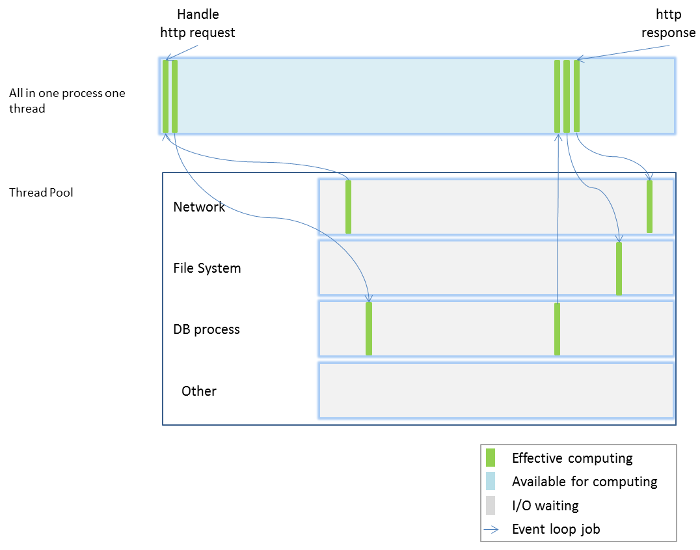 Handle
http request
http
response
All in one process one
thread
Thread Pool
Network
File System
DB process
Other
Effective computing
Available for computing
I/O waiting
Event loop job